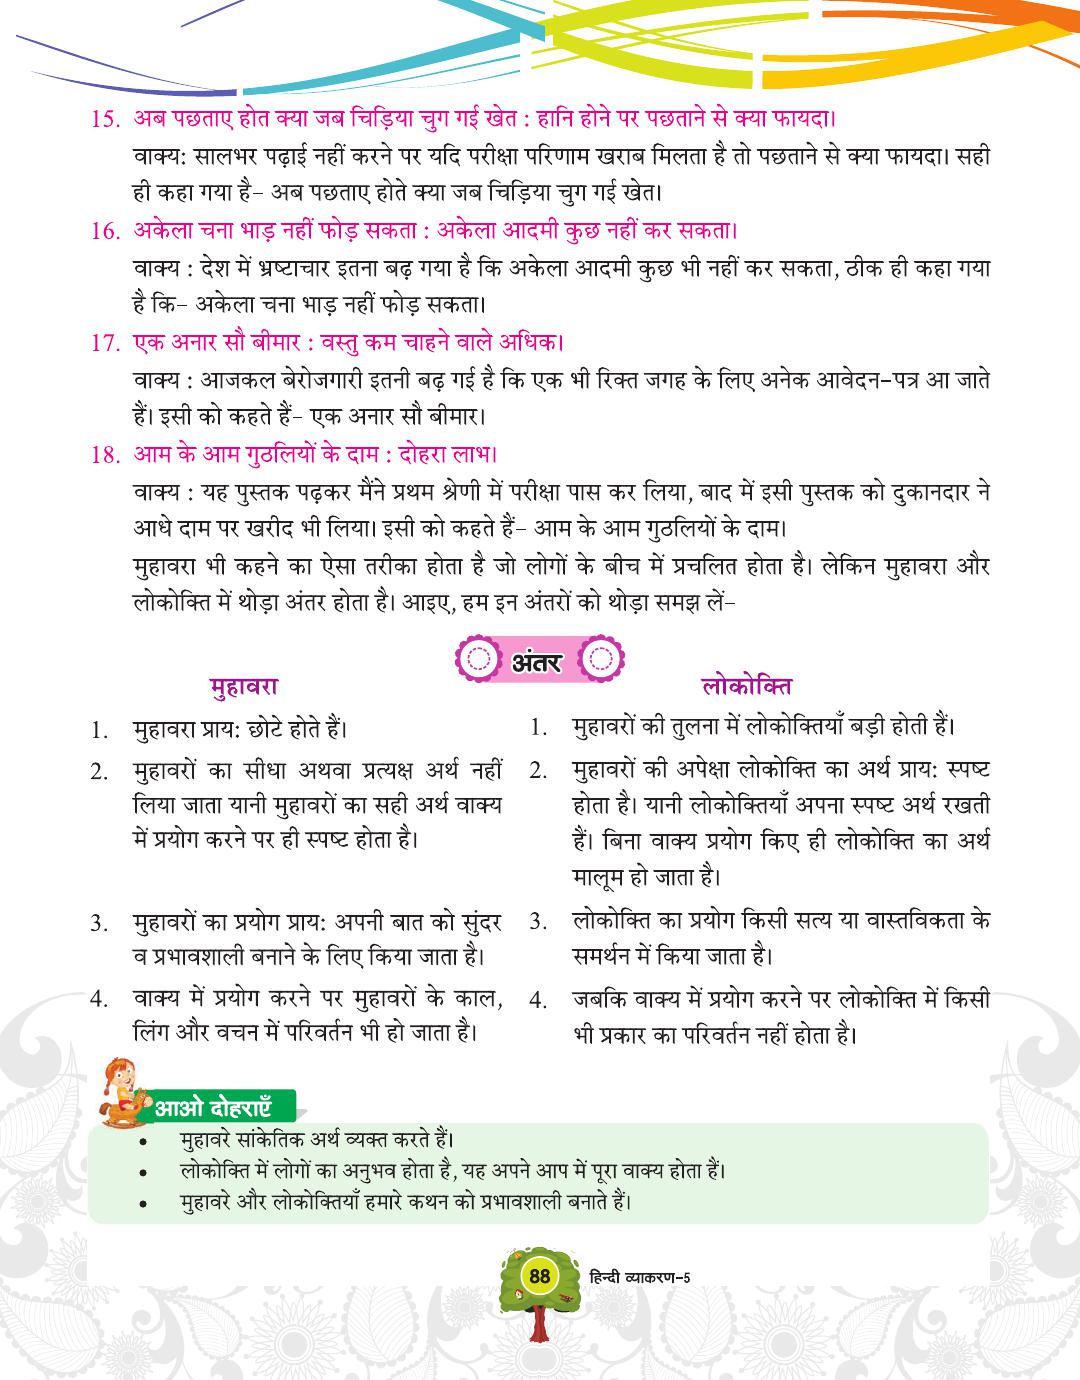 15. अब पछताए होत क्या जब चिड़िया चुग गई खेत : हानि होने पर पछताने से क्या फायदा।
वाक्य: सालभर पढ़ाई नहीं करने पर यदि परीक्षा परिणाम खराब मिलता है तो पछताने से क्या फायदा। सही
ही कहा गया है– अब पछताए होते क्या जब चिड़िया चुग गई खेत।
16. अकेला चना भाड़ नहीं फोड़ सकता : अकेला आदमी कुछ नहीं कर सकता।
वाक्य : देश में भ्रष्टाचार इतना बढ़ गया है कि अकेला आदमी कुछ भी नहीं कर सकता, ठीक ही कहा गया
है कि– अकेला चना भाड़ नहीं फोड़ सकता।
17. एक अनार सौ बीमार : वस्तु कम चाहने वाले अधिक।
वाक्य : आजकल बेरोजगारी इतनी बढ़ गई है कि एक भी रिक्त जगह के लिए अनेक आवेदन–पत्र आ जाते
हैं। इसी को कहते हैं– एक अनार सौ बीमार।
18. आम के आम गुठलियों के दाम : दोहरा लाभ।
वाक्य : यह पुस्तक पढ़कर मैंने प्रथम श्रेणी में परीक्षा पास कर लिया, बाद में इसी पुस्तक को दुकानदार ने
आधे दाम पर खरीद भी लिया। इसी को कहते हैं– आम के आम गुठलियों के दाम।
मुहावरा भी कहने का ऐसा तरीका होता है जो लोगों के बीच में प्रचलित होता है। लेकिन मुहावरा और
लोकोक्ति में थोड़ा अंतर होता है। आइए, हम इन अंतरों को थोड़ा समझ लें–
अंतर
मुहावरा
1. मुहावरा प्राय: छोटे होते हैं।
2. मुहावरों का सीधा अथवा प्रत्यक्ष अर्थ नहीं
लिया जाता यानी मुहावरों का सही अर्थ वाक्य
में प्रयोग करने पर ही स्पष्ट होता है।
3. मुहावरों का प्रयोग प्राय: अपनी बात को सुंदर
व प्रभावशाली बनाने के लिए किया जाता है।
4. वाक्य में प्रयोग करने पर मुहावरों के काल,
लिंग और वचन में परिवर्तन भी हो जाता है।
लोकोक्ति
1. मुहावरों की तुलना में लोकोक्तियाँ बड़ी होती हैं।
2. मुहावरों की अपेक्षा लोकोक्ति का अर्थ प्राय: स्पष्ट
होता है। यानी लोकोक्तियाँ अपना स्पष्ट अर्थ रखती
हैं। बिना वाक्य प्रयोग किए ही लोकोक्ति का अर्थ
मालूम हो जाता है।
3. लोकोक्ति का प्रयोग किसी सत्य या वास्तविकता के
समर्थन में किया जाता है।
4. जबकि वाक्य में प्रयोग करने पर लोकोक्ति में किसी
भी प्रकार का परिवर्तन नहीं होता है।
आओ दोहराएँ
• मुहावरे सांकेतिक अर्थ व्यक्त करते हैं।
• लोकोक्ति में लोगों का अनुभव होता है, यह अपने आप में पूरा वाक्य होता हैं।
• मुहावरे और लोकोक्तियाँ हमारे कथन को प्रभावशाली बनाते हैं।
88 हिन्दी व्याकरण–5